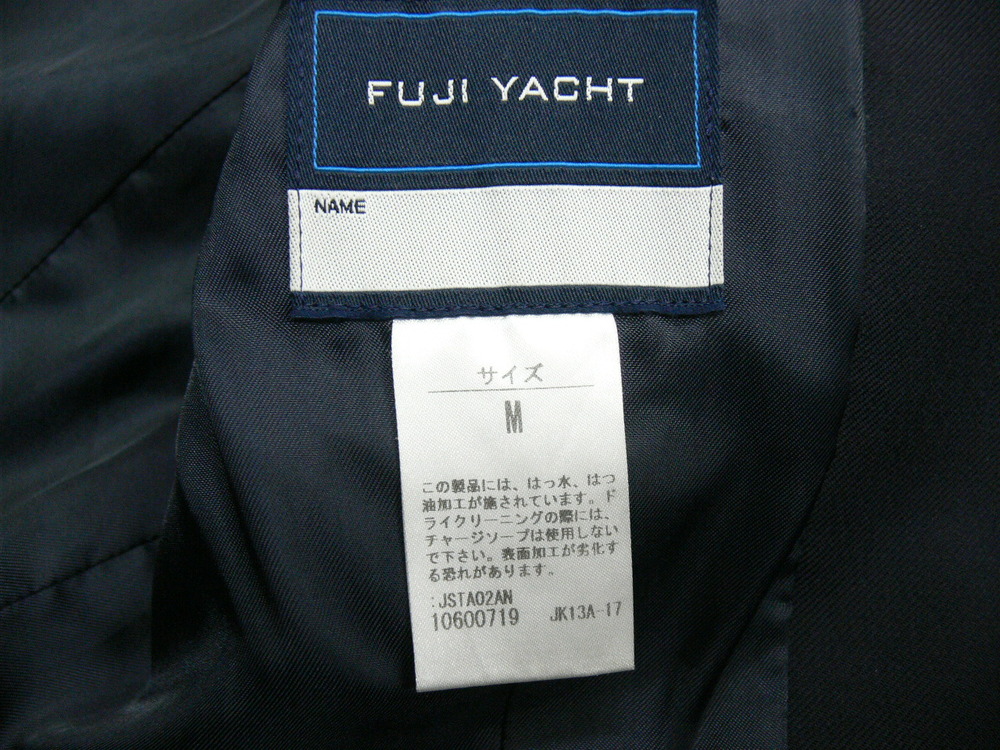 FUJI YACHT
NAME
サイズ
M
この製品には、はっ水、はつ
油加工が施されています。ド
ライクリーニングの際には、
チャージソープは使用しない
で下さい。表面加工が劣化す
る恐れがあります。
:JSTA02AN
10600719 JK13A-17